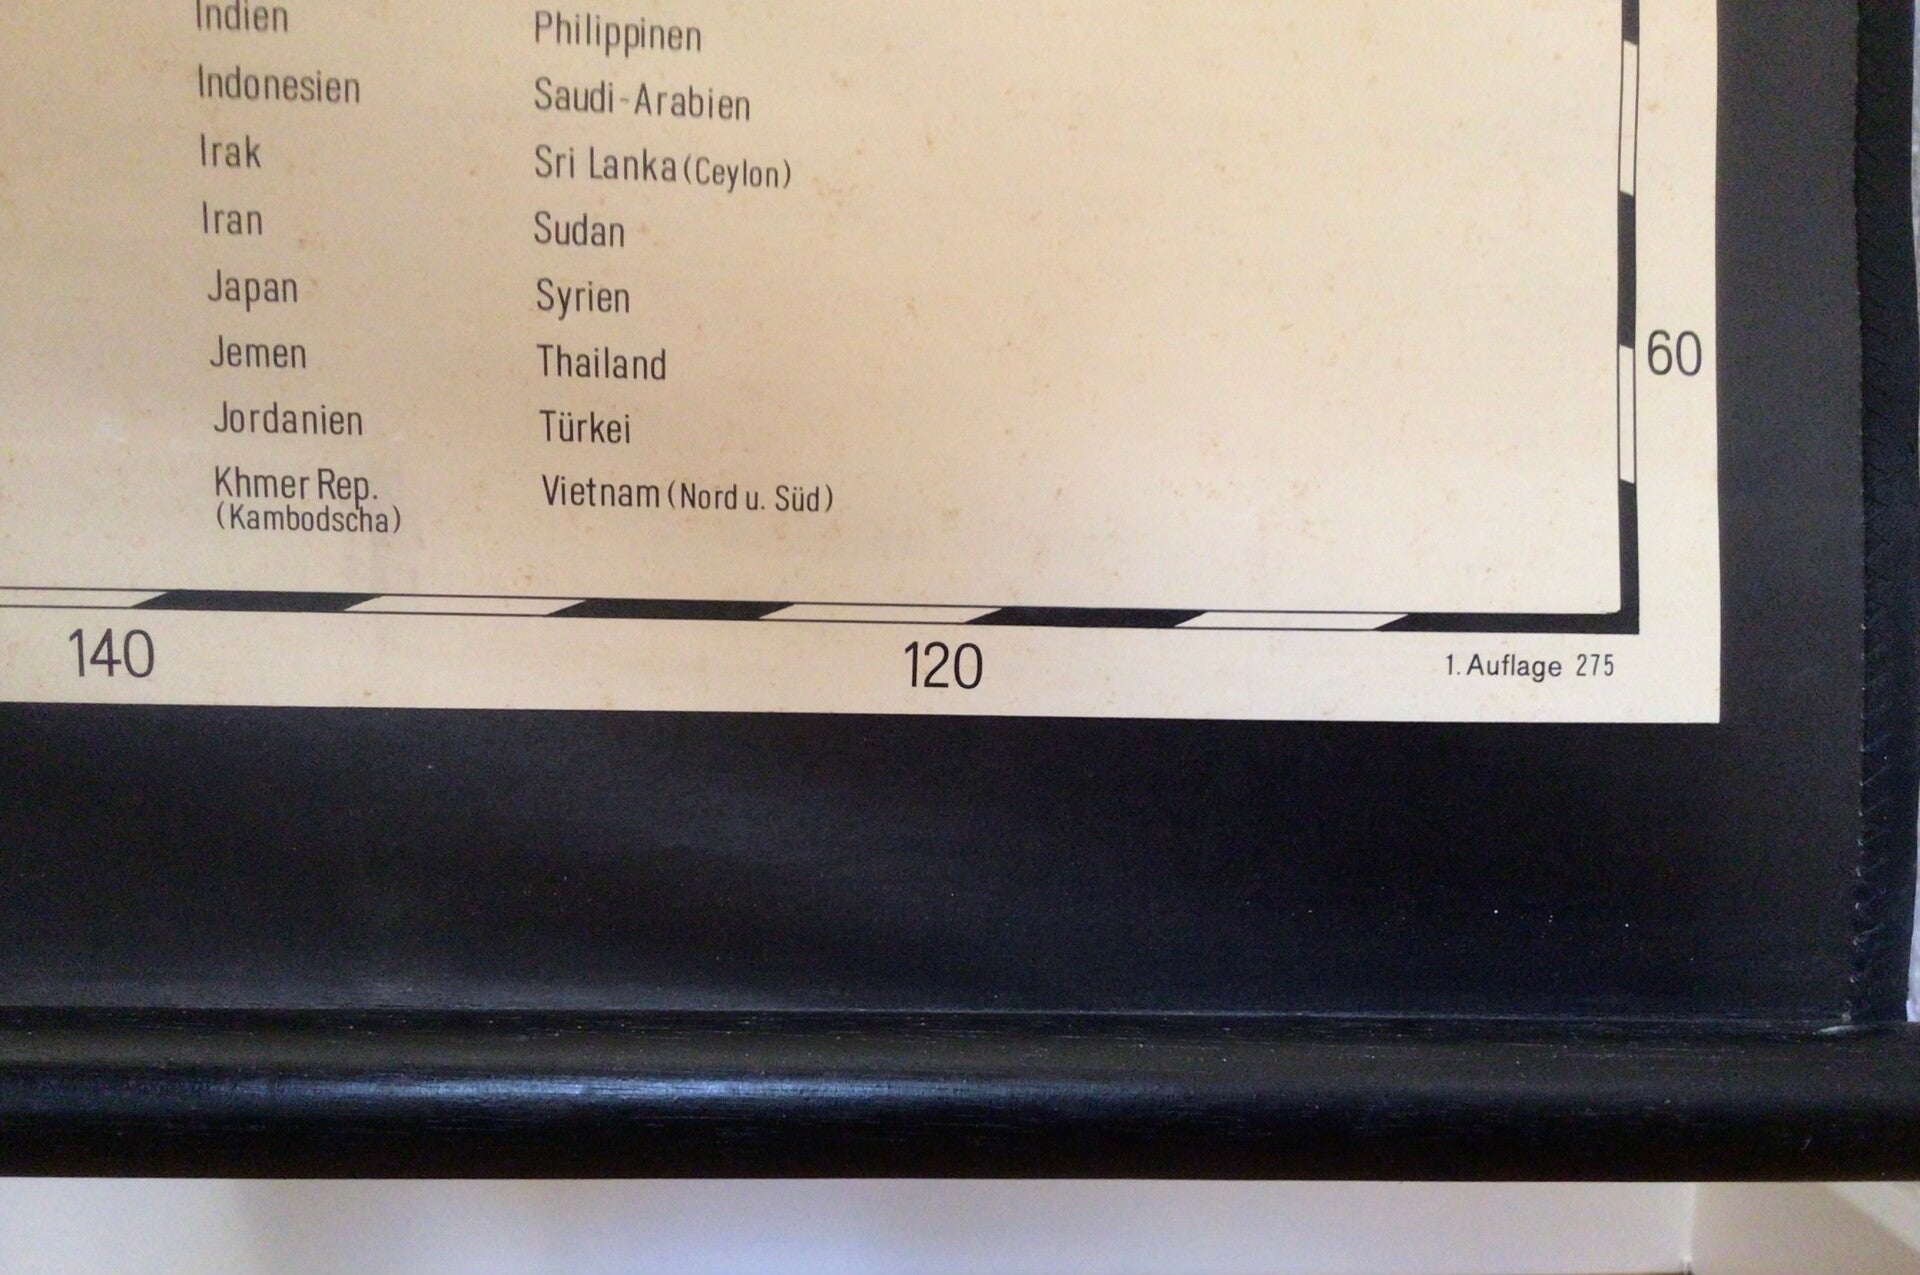 Indien
Indonesien
Irak
Iran
Japan
Jemen
Jordanien
Khmer Rep.
(Kambodscha)
Philippinen
Saudi-Arabien
Sri Lanka (Ceylon)
Sudan
Syrien
Thailand
Türkei
Vietnam (Nord u. Süd)
60
140
120
1. Auflage 275